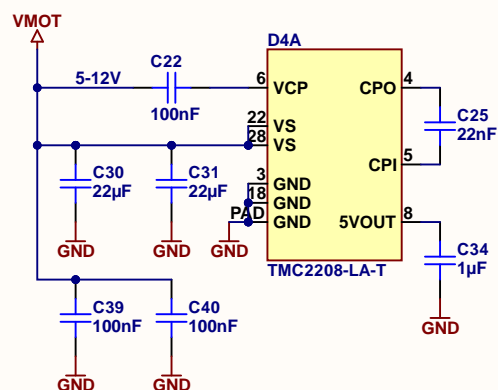 VMOT
D4A
5-12V
C22
100nF
6
VCP
CPO
4
C25
22nF
22
VS
28
VS
CPI
5
C30
22µF
C31
22µF
3
GND
18
GND
PAD
GND
5VOUT
8
GND
GND
GND
TMC2208-LA-T
C34
1µF
C39
100nF
C40
100nF
GND
GND
GND